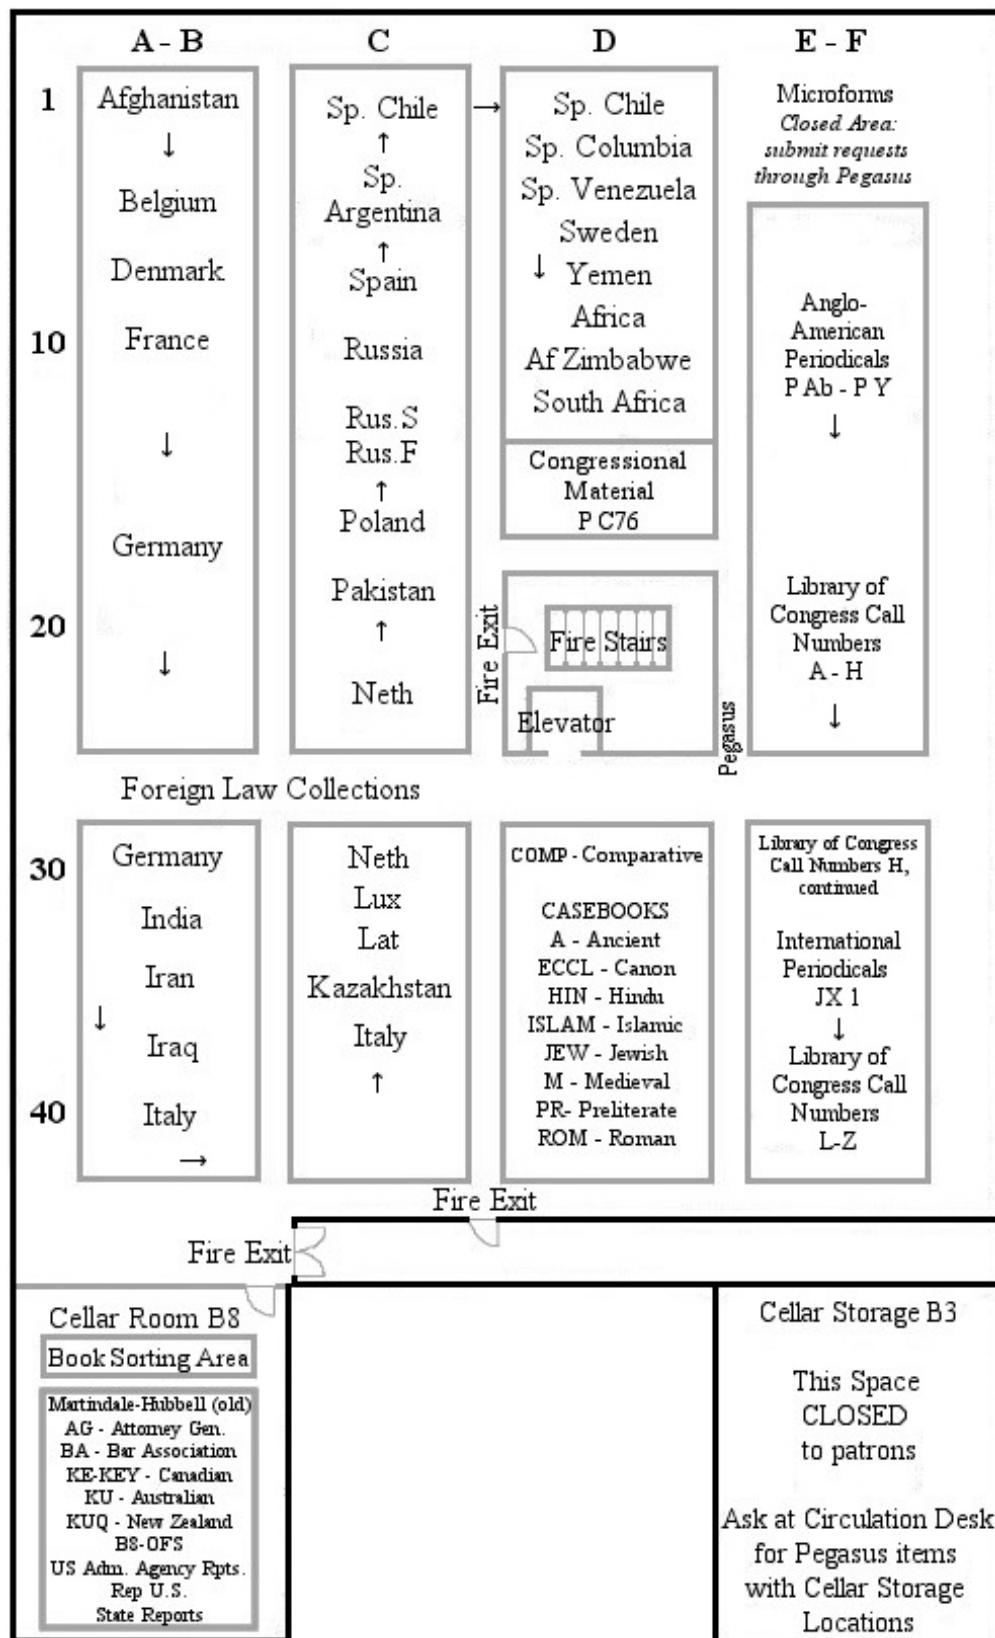 A - B
C
D
E - F
1
10
20
30
40
Afghanistan
↓
Belgium
Denmark
France
↓
Germany
↓
Sp. Chile
↑
Sp.
Argentina
↑
Spain
Russia
Rus. S
Rus. F
↑
Poland
Pakistan
↑
Neth
→
Sp. Chile
Sp. Columbia
Sp. Venezuela
Sweden
↓ Yemen
Africa
Af Zimbabwe
South Africa
Congressional
Material
P C76
Fire Exit
Fire Stairs
Elevator
Pegasus
Microforms
Closed Area:
submit requests
through Pegasus
Anglo-
American
Periodicals
P Ab - P Y
↓
Library of
Congress Call
Numbers
A - H
↓
Foreign Law Collections
Germany
India
Iran
↓
Iraq
Italy
→
Neth
Lux
Lat
Kazakhstan
Italy
↑
COMP - Comparative
CASEBOOKS
A - Ancient
ECCL - Canon
HIN - Hindu
ISLAM - Islamic
JEW - Jewish
M - Medieval
PR- Preliterate
ROM - Roman
Library of Congress
Call Numbers H,
continued
International
Periodicals
JX 1
↓
Library of
Congress Call
Numbers
L-Z
Fire Exit
Fire Exit
Cellar Room B8
Book Sorting Area
Martindale-Hubbell (old)
AG - Attorney Gen.
BA - Bar Association
KE-KEY - Canadian
KU - Australian
KUQ - New Zealand
BS-OFS
US Adm. Agency Rpts.
Rep U.S.
State Reports
Cellar Storage B3
This Space
CLOSED
to patrons
Ask at Circulation Desk
for Pegasus items
with Cellar Storage
Locations